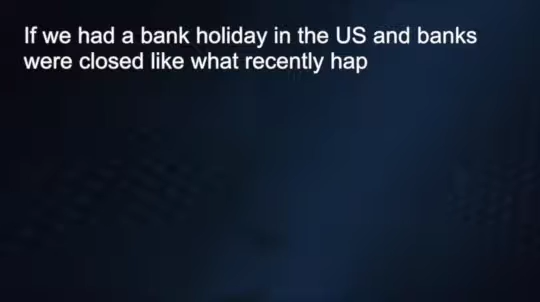 If we had a bank holiday in the US and banks
were closed like what recently hap